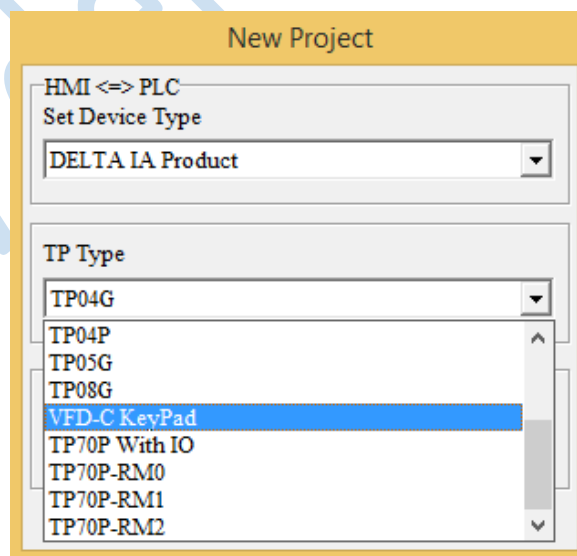 New Project
HMI <=> PLC
Set Device Type
DELTA IA Product
TP Type
TP04G
TP04P
TP05G
TP08G
VFD-C KeyPad
TP70P With IO
TP70P-RM0
TP70P-RM1
TP70P-RM2